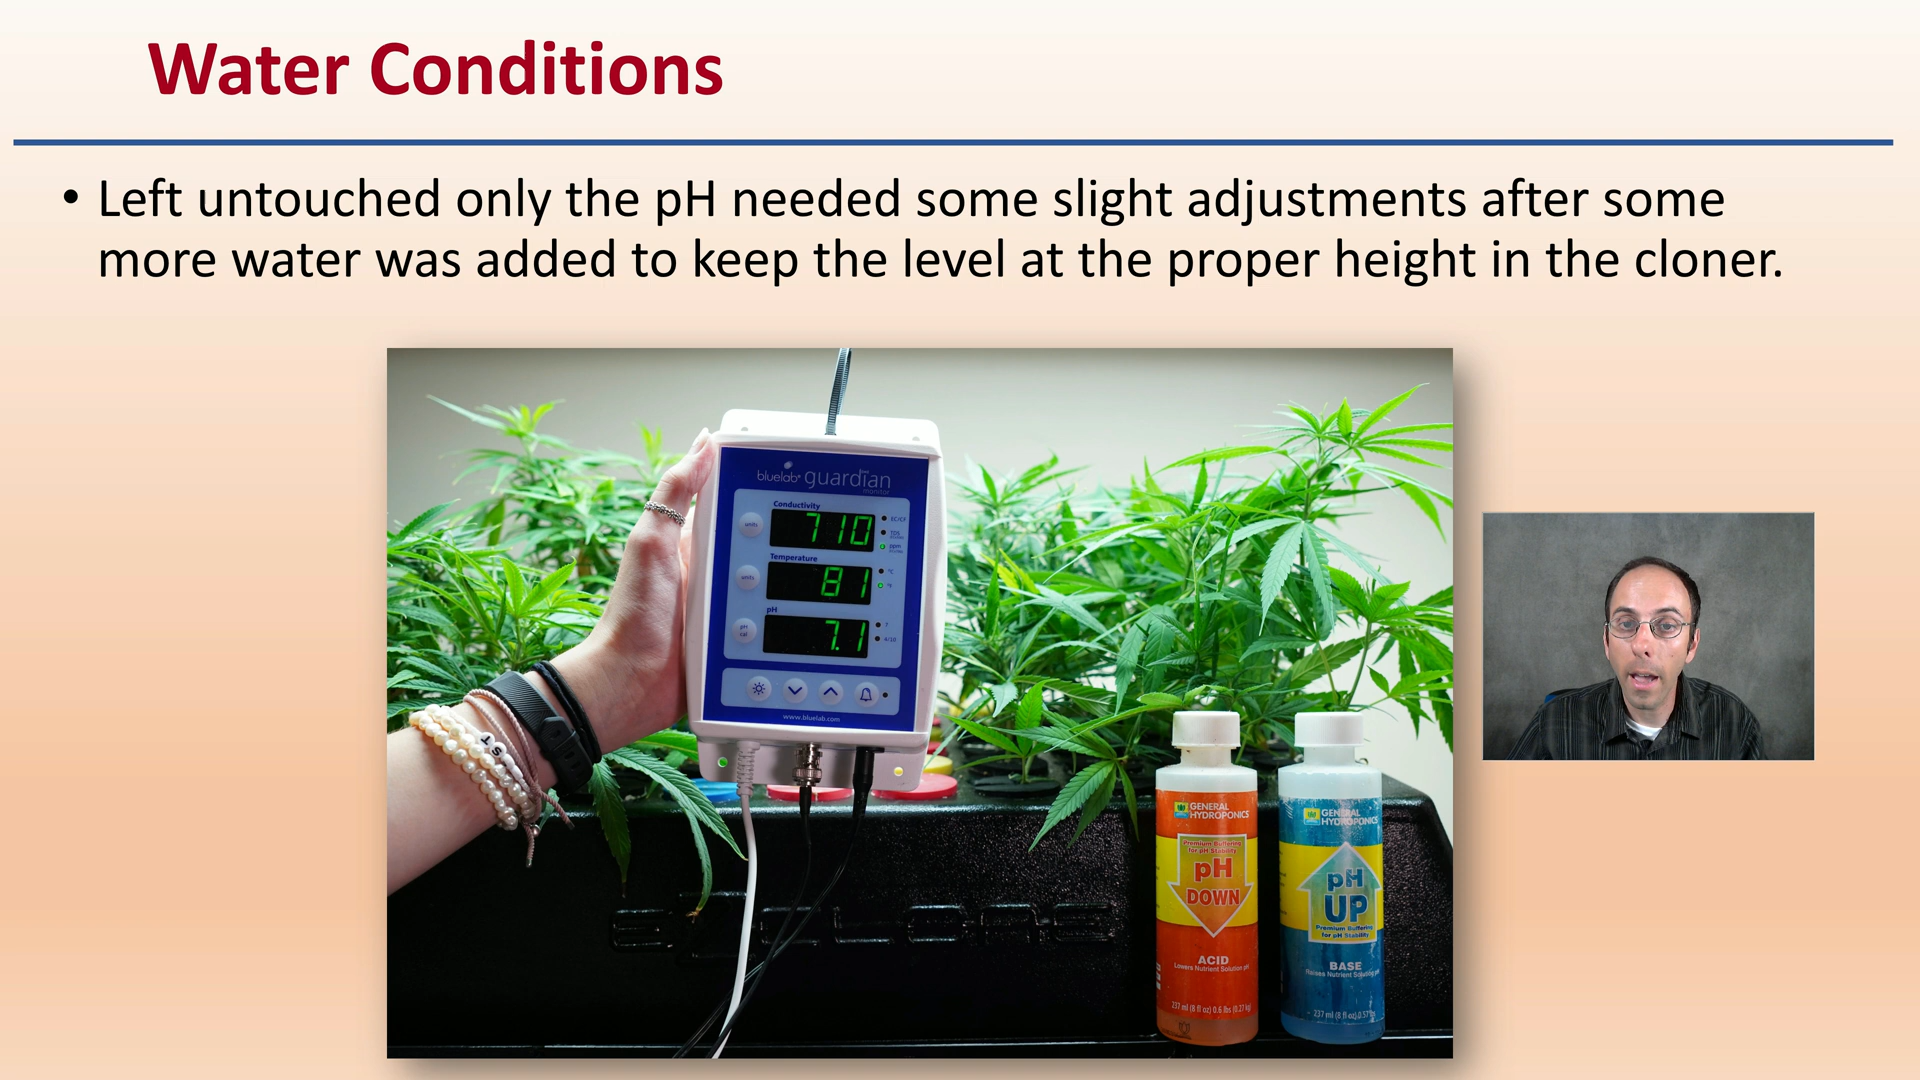 Water Conditions
• Left untouched only the pH needed some slight adjustments after some
more water was added to keep the level at the proper height in the cloner.
bluelab® guardian
monitor
Conductivity
units
710
EC/CF
TDS
ppm
Temperature
units
81
°C
°F
pH
pH
cal
7.1
7
4/10
www.bluelab.com
ST
EZ-CLONE
GENERAL
HYDROPONICS
Premium Buffering
for pH Stability
pH
DOWN
ACID
Lowers Nutrient Solution pH
237 ml (8 fl oz) 0.6 lbs (0.27 kg)
GENERAL
HYDROPONICS
pH
UP
Premium Buffering
for pH Stability
BASE
Raises Nutrient Solution pH
237 ml (8 fl oz) 0.57